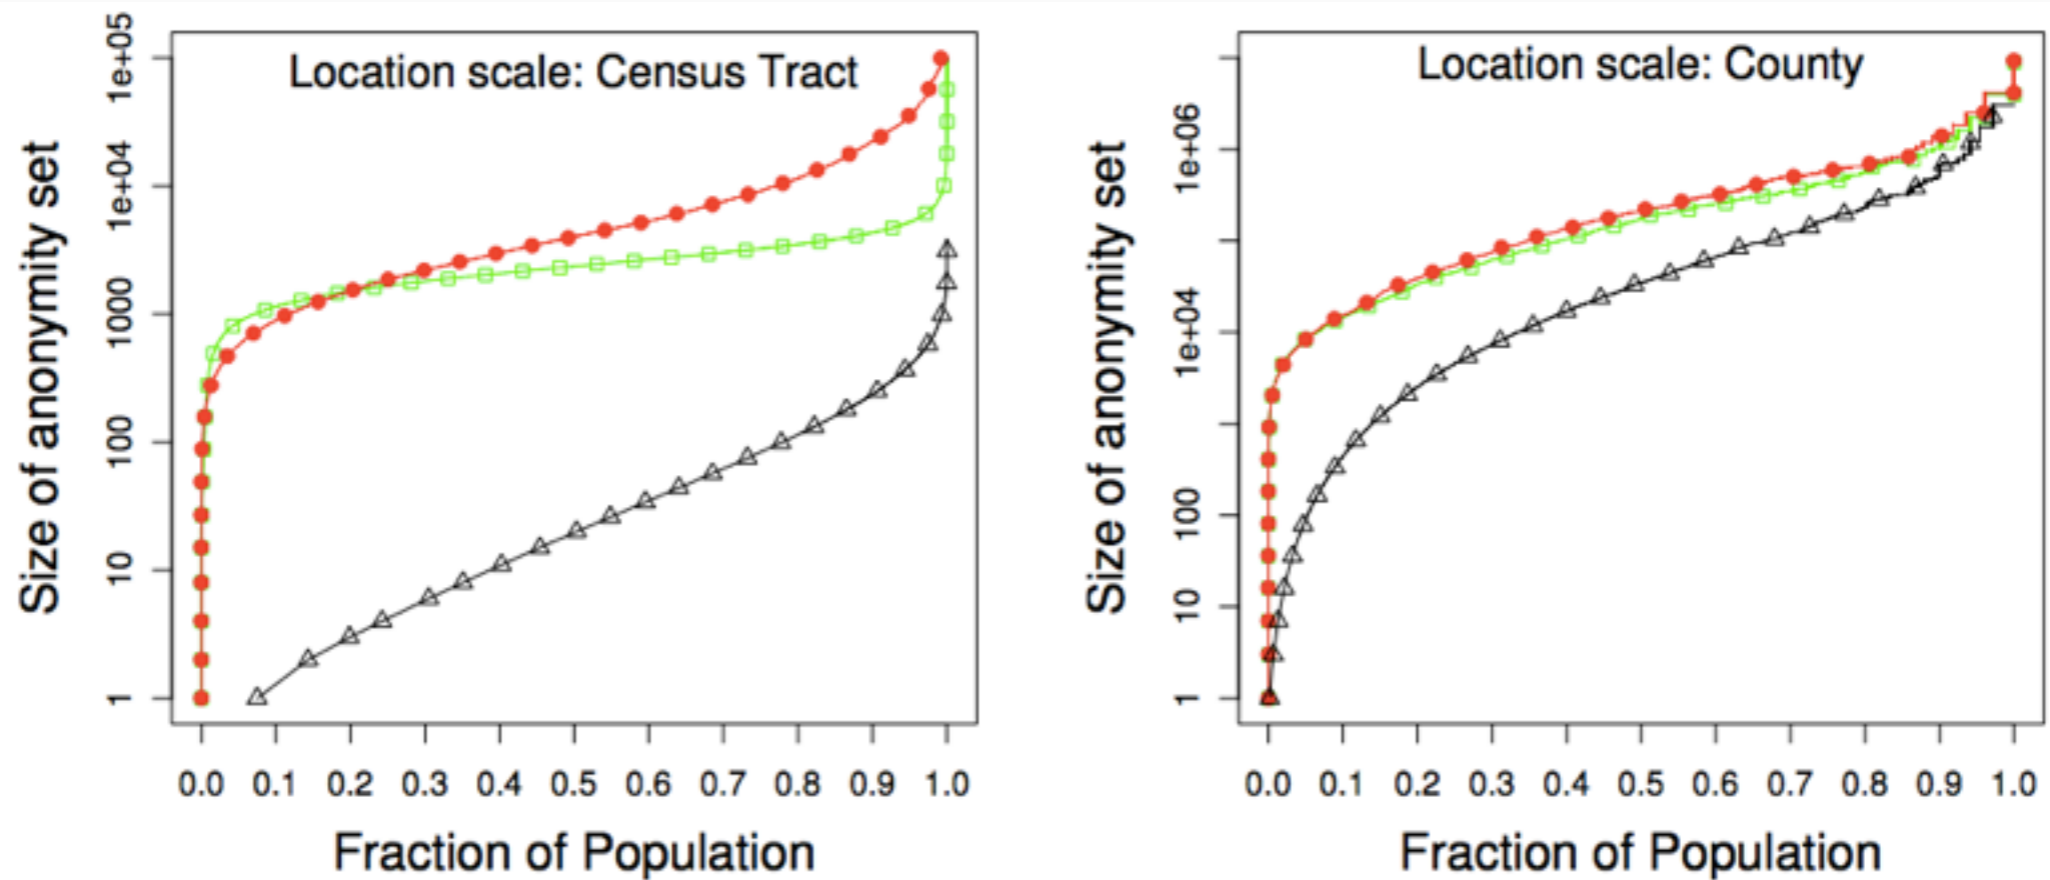 Location scale: Census Tract
Size of anonymity set
1e+05
1e+04
1000
100
10
1
0.0 0.1 0.2 0.3 0.4 0.5 0.6 0.7 0.8 0.9 1.0
Fraction of Population
Location scale: County
Size of anonymity set
1e+06
1e+04
100
10
1
0.0 0.1 0.2 0.3 0.4 0.5 0.6 0.7 0.8 0.9 1.0
Fraction of Population